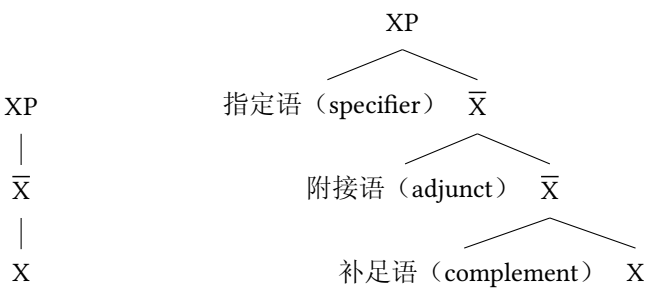 XP
XP
指定语（specifier） X̅
X̅
附接语（adjunct） X̅
X
补足语（complement） X